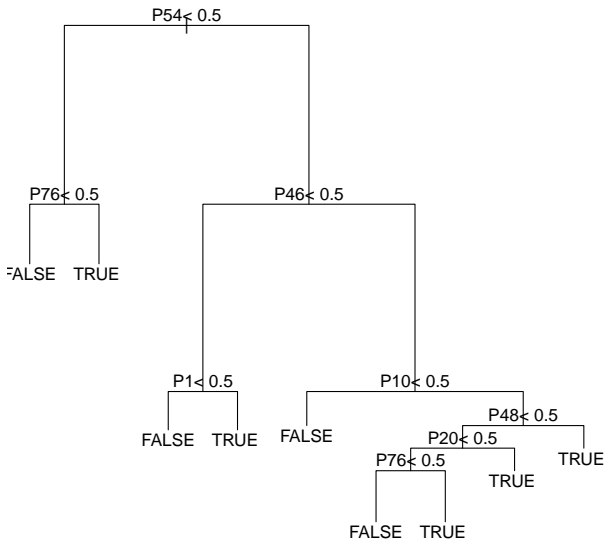 P54< 0.5
P76< 0.5 P46< 0.5
FALSE TRUE
P1< 0.5 P10< 0.5
P48< 0.5
FALSE TRUE FALSE
P20< 0.5
TRUE
P76< 0.5
TRUE
FALSE TRUE